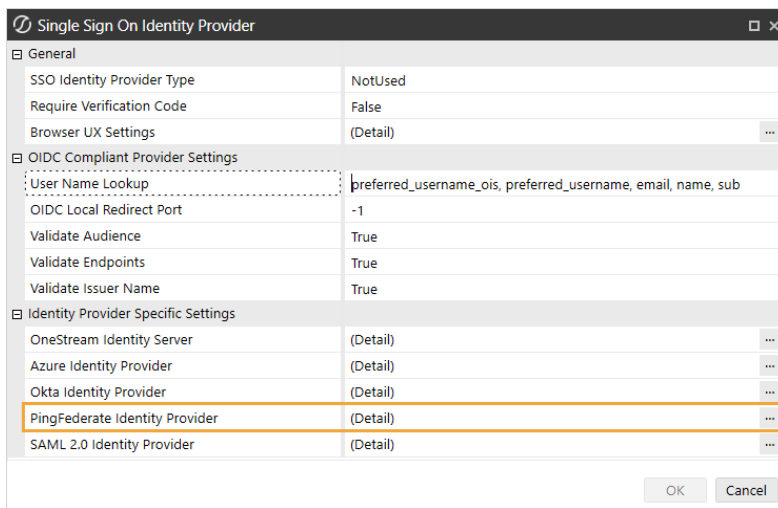 Single Sign On Identity Provider
General
SSO Identity Provider Type NotUsed
Require Verification Code False
Browser UX Settings (Detail) ...
OIDC Compliant Provider Settings
User Name Lookup preferred_username_ois, preferred_username, email, name, sub
OIDC Local Redirect Port -1
Validate Audience True
Validate Endpoints True
Validate Issuer Name True
Identity Provider Specific Settings
OneStream Identity Server (Detail) ...
Azure Identity Provider (Detail) ...
Okta Identity Provider (Detail) ...
PingFederate Identity Provider (Detail) ...
SAML 2.0 Identity Provider (Detail) ...
OK Cancel